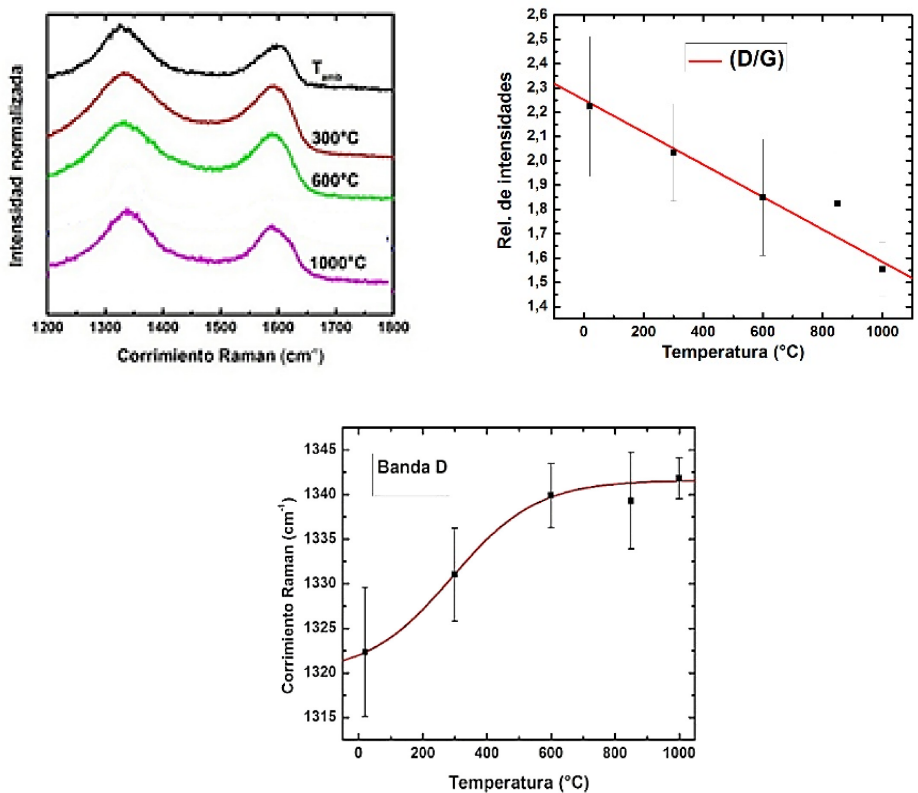 Intensidad normalizada
T amb
300°C
600°C
1000°C
1200 1300 1400 1500 1600 1700 1800
Corrimiento Raman (cm⁻¹)
Rel. de intensidades
2,6
2,5
2,4
2,3
2,2
2,1
2,0
1,9
1,8
1,7
1,6
1,5
1,4
(D/G)
0 200 400 600 800 1000
Temperatura (°C)
Corrimiento Raman (cm⁻¹)
1345
1340
1335
1330
1325
1320
1315
Banda D
0 200 400 600 800 1000
Temperatura (°C)